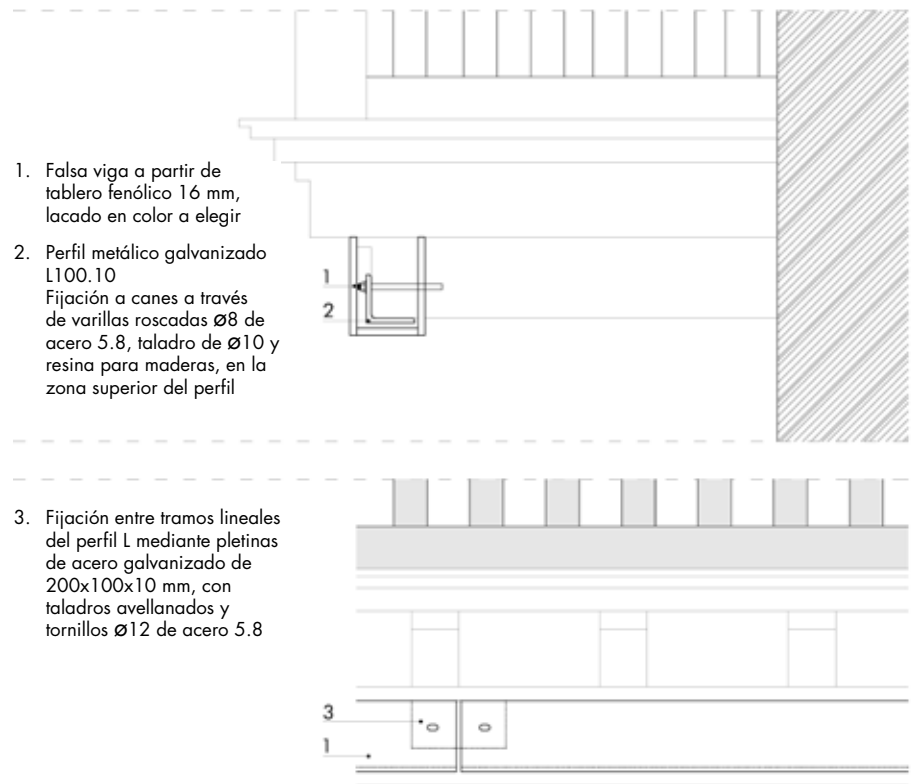 1. Falsa viga a partir de
tablero fenólico 16 mm,
lacado en color a elegir
2. Perfil metálico galvanizado
L100.10
Fijación a canes a través
de varillas roscadas Ø8 de
acero 5.8, taladro de Ø10 y
resina para maderas, en la
zona superior del perfil
1
2
3. Fijación entre tramos lineales
del perfil L mediante pletinas
de acero galvanizado de
200x100x10 mm, con
taladros avellanados y
tornillos Ø12 de acero 5.8
3
1